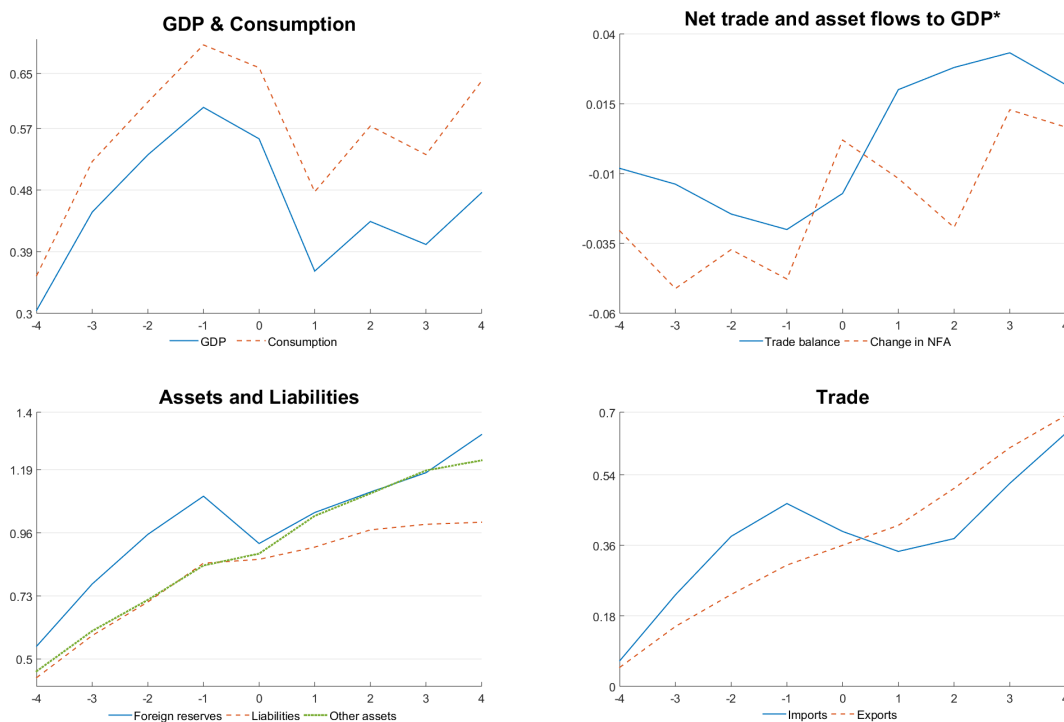 GDP & Consumption
0.65
0.57
0.48
0.39
0.3
-4 -3 -2 -1 0 1 2 3 4
GDP Consumption
Net trade and asset flows to GDP*
0.04
0.015
-0.01
-0.035
-0.06
-4 -3 -2 -1 0 1 2 3 4
Trade balance Change in NFA
Assets and Liabilities
1.4
1.19
0.96
0.73
0.5
-4 -3 -2 -1 0 1 2 3 4
Foreign reserves Liabilities Other assets
Trade
0.7
0.54
0.36
0.18
0
-4 -3 -2 -1 0 1 2 3 4
Imports Exports